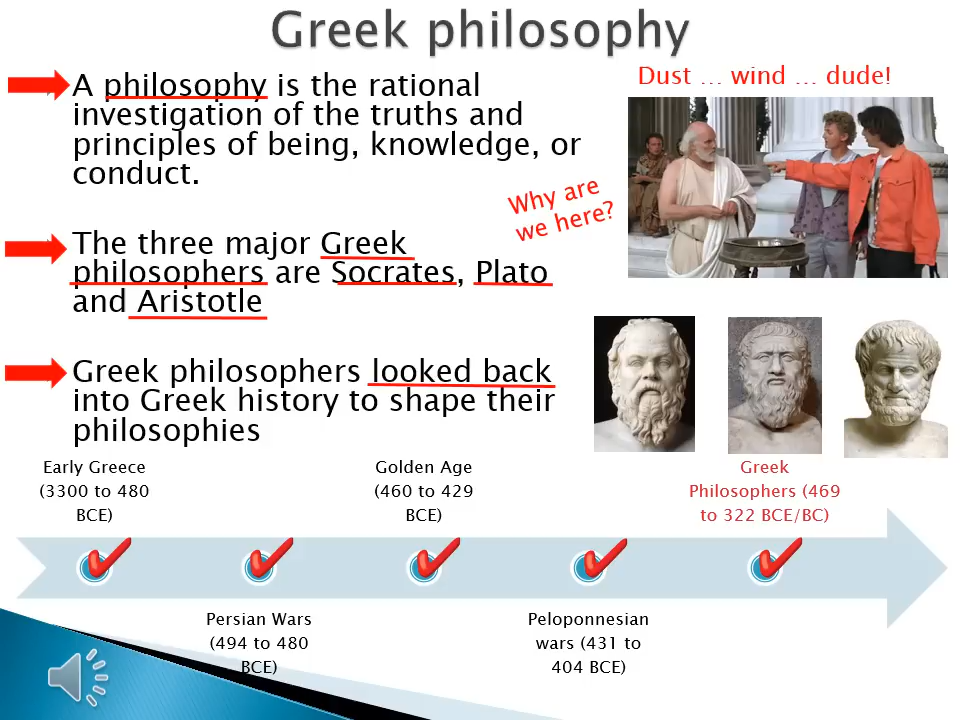 Greek philosophy
A philosophy is the rational
investigation of the truths and
principles of being, knowledge, or
conduct.
Dust … wind … dude!
Why are
we here?
The three major Greek
philosophers are Socrates, Plato
and Aristotle
Greek philosophers looked back
into Greek history to shape their
philosophies
Early Greece
(3300 to 480
BCE)
Golden Age
(460 to 429
BCE)
Greek
Philosophers (469
to 322 BCE/BC)
Persian Wars
(494 to 480
BCE)
Peloponnesian
wars (431 to
404 BCE)